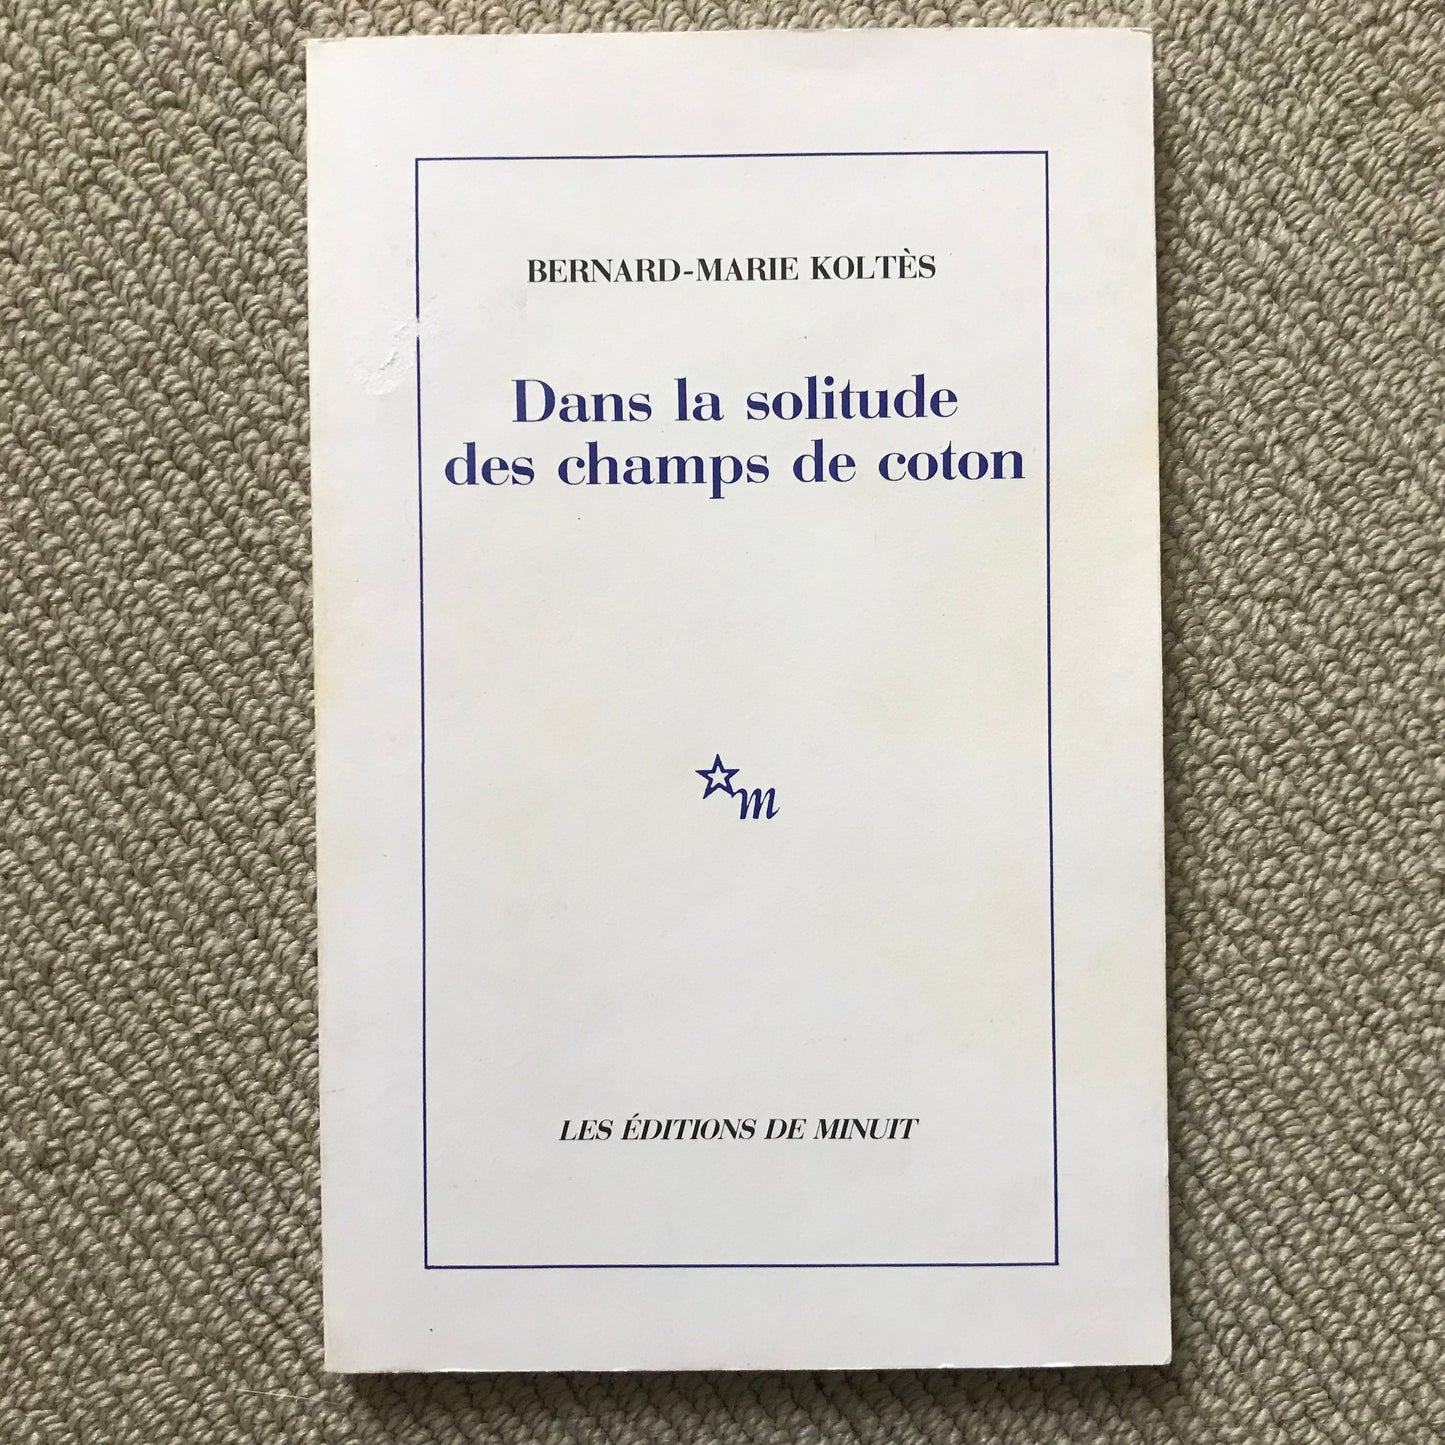 BERNARD-MARIE KOLTÈS
Dans la solitude
des champs de coton
m
LES ÉDITIONS DE MINUIT